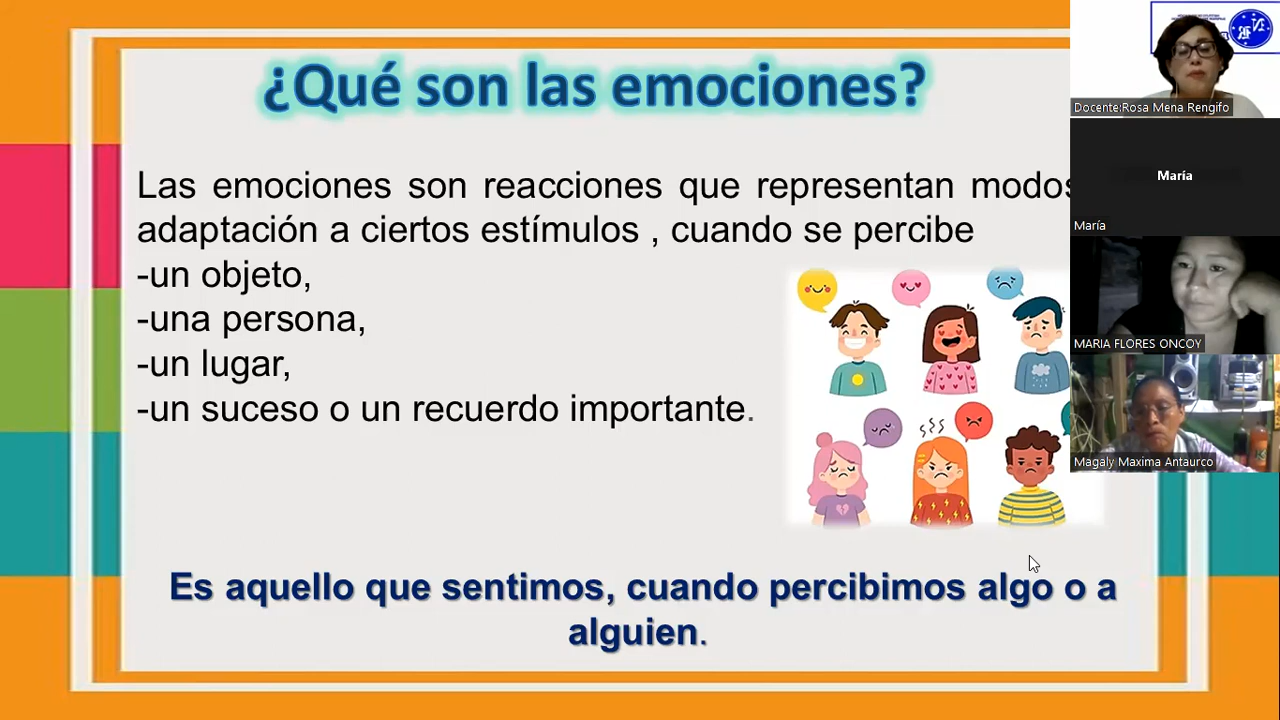 ¿Qué son las emociones?
Las emociones son reacciones que representan modos
adaptación a ciertos estímulos , cuando se percibe
-un objeto,
-una persona,
-un lugar,
-un suceso o un recuerdo importante.
Es aquello que sentimos, cuando percibimos algo o a
alguien.
Docente:Rosa Mena Rengifo
María
María
MARIA FLORES ONCOY
Magaly Maxima Antaurco